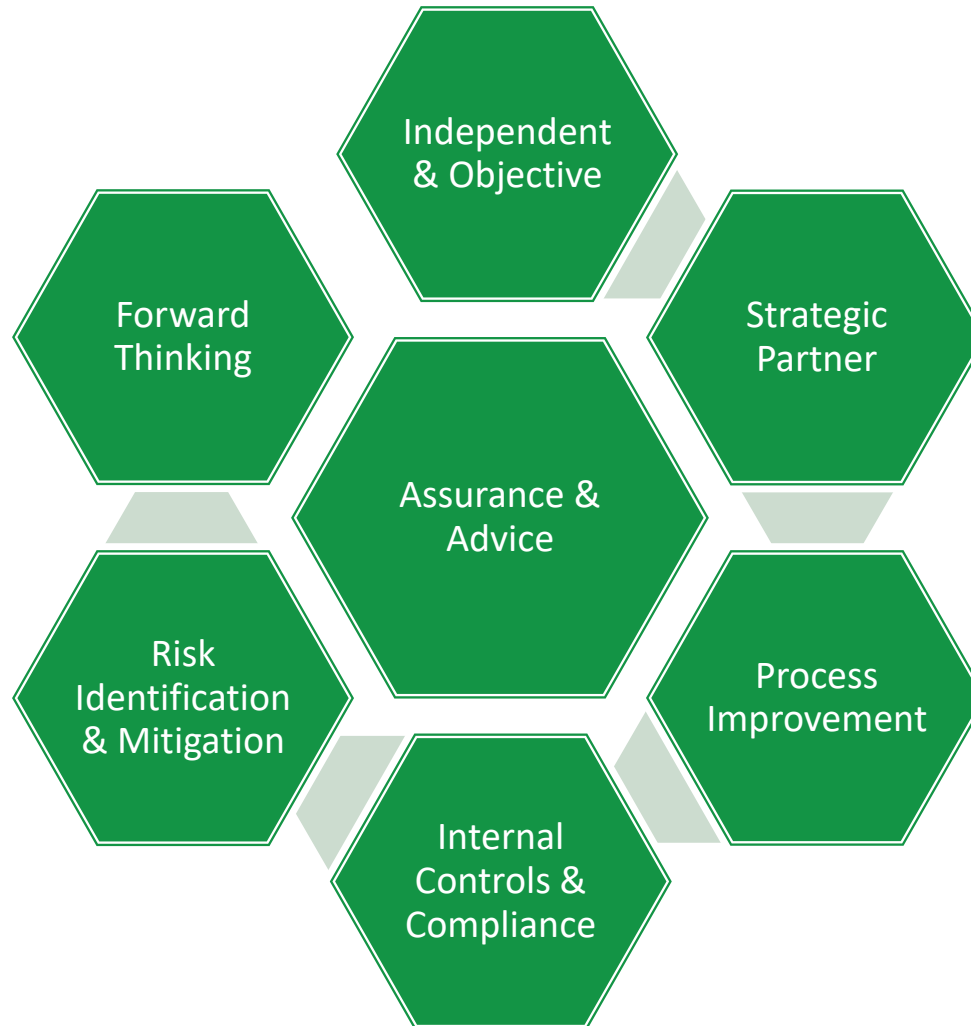 Independent
& Objective
Forward
Thinking
Strategic
Partner
Assurance &
Advice
Risk
Identification
& Mitigation
Process
Improvement
Internal
Controls &
Compliance